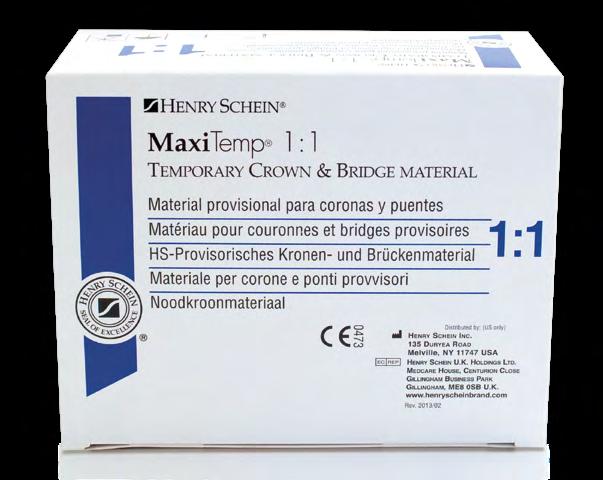 1:1
HENRY SCHEIN®
MaxiTemp® 1:1
TEMPORARY CROWN & BRIDGE MATERIAL
Material provisional para coronas y puentes
Matériau pour couronnes et bridges provisoires
HS-Provisorisches Kronen- und Brückenmaterial
1:1
Materiale per corone e ponti provvisori
Noodkroonmateriaal
HENRY SCHEIN
SEAL OF EXCELLENCE
®
CE 0473
Distributed by: (US only)
HENRY SCHEIN INC.
135 DURYEA ROAD
MELVILLE, NY 11747 USA
EC REP
HENRY SCHEIN U.K. HOLDINGS LTD.
MEDCARE HOUSE, CENTURION CLOSE
GILLINGHAM BUSINESS PARK
GILLINGHAM, ME8 0SB U.K.
www.henryscheinbrand.com
Rev. 2013/02